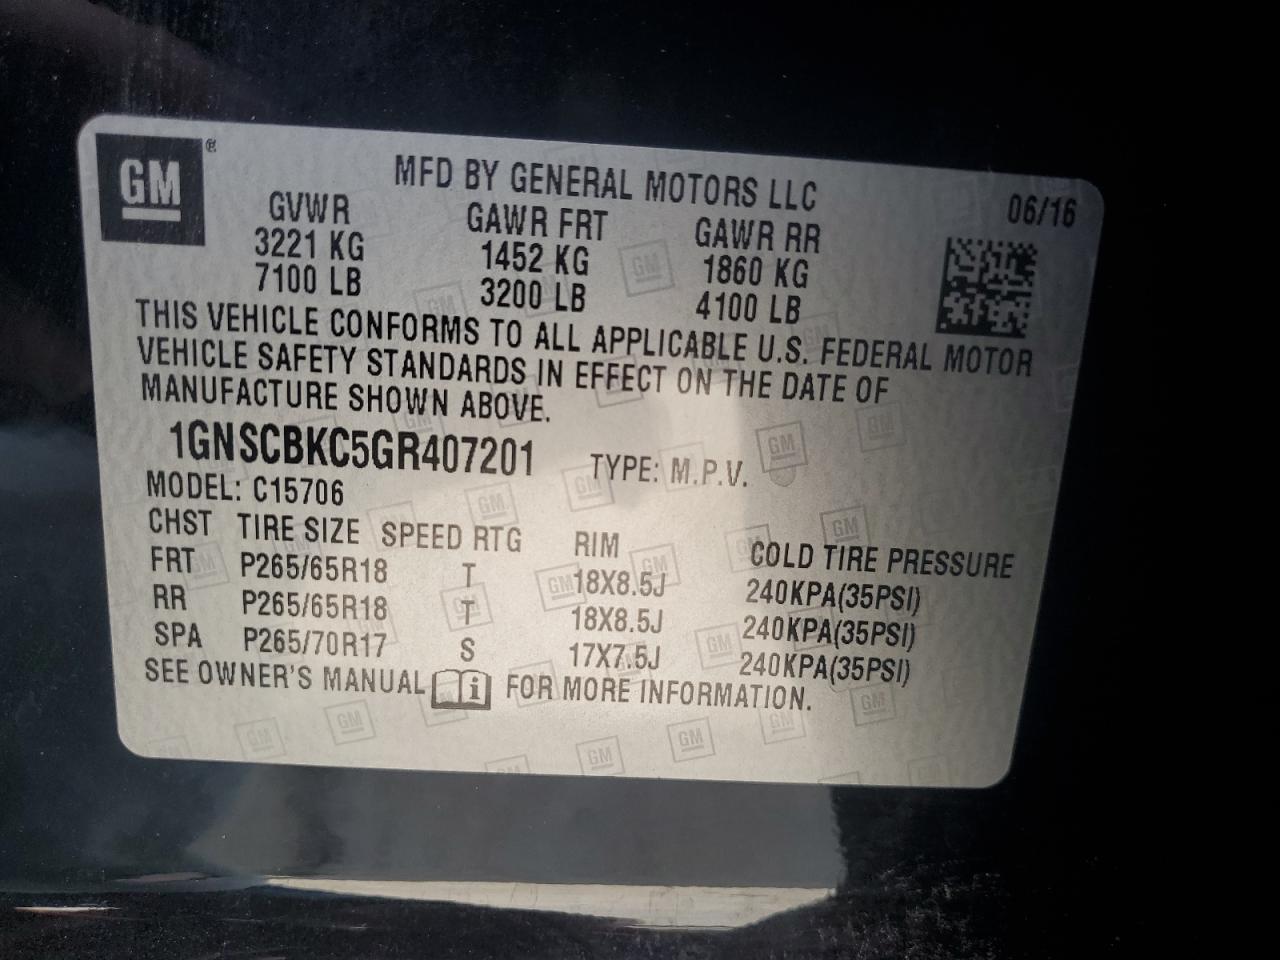 GM ®
MFD BY GENERAL MOTORS LLC 06/16
GVWR GAWR FRT GAWR RR
3221 KG 1452 KG 1860 KG
7100 LB 3200 LB 4100 LB
THIS VEHICLE CONFORMS TO ALL APPLICABLE U.S. FEDERAL MOTOR
VEHICLE SAFETY STANDARDS IN EFFECT ON THE DATE OF
MANUFACTURE SHOWN ABOVE.
1GNSCBKC5GR407201 TYPE: M.P.V.
MODEL: C15706
CHST TIRE SIZE SPEED RTG RIM COLD TIRE PRESSURE
FRT P265/65R18 T 18X8.5J 240KPA(35PSI)
RR P265/65R18 T 18X8.5J 240KPA(35PSI)
SPA P265/70R17 S 17X7.5J 240KPA(35PSI)
SEE OWNER'S MANUAL FOR MORE INFORMATION.